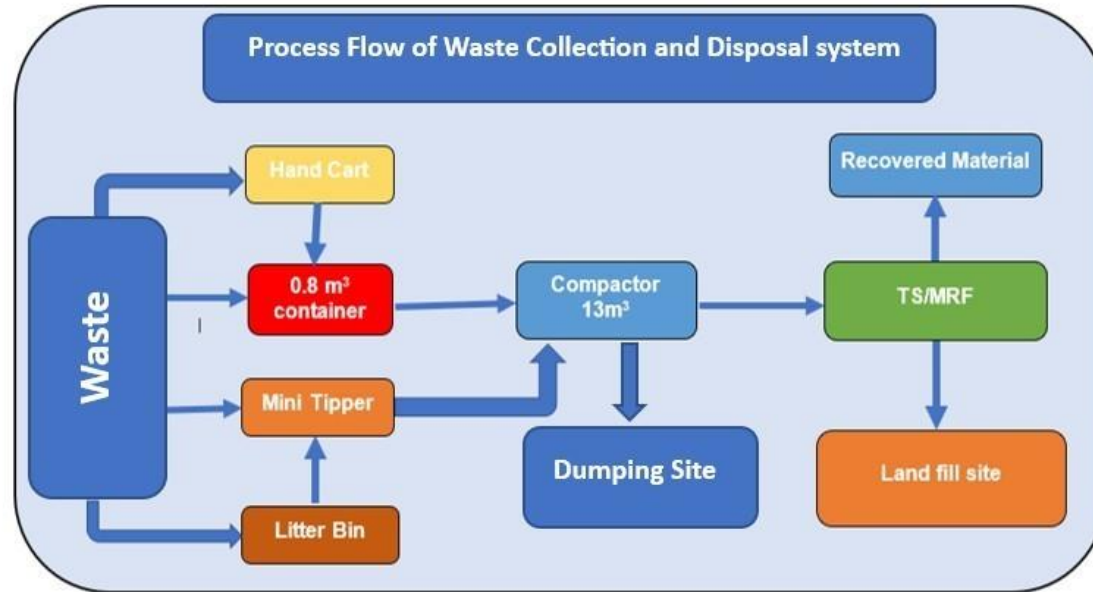 Process Flow of Waste Collection and Disposal system
Hand Cart
Recovered Material
Waste
0.8 m³
container
Compactor
13m³
TS/MRF
Mini Tipper
Dumping Site
Land fill site
Litter Bin